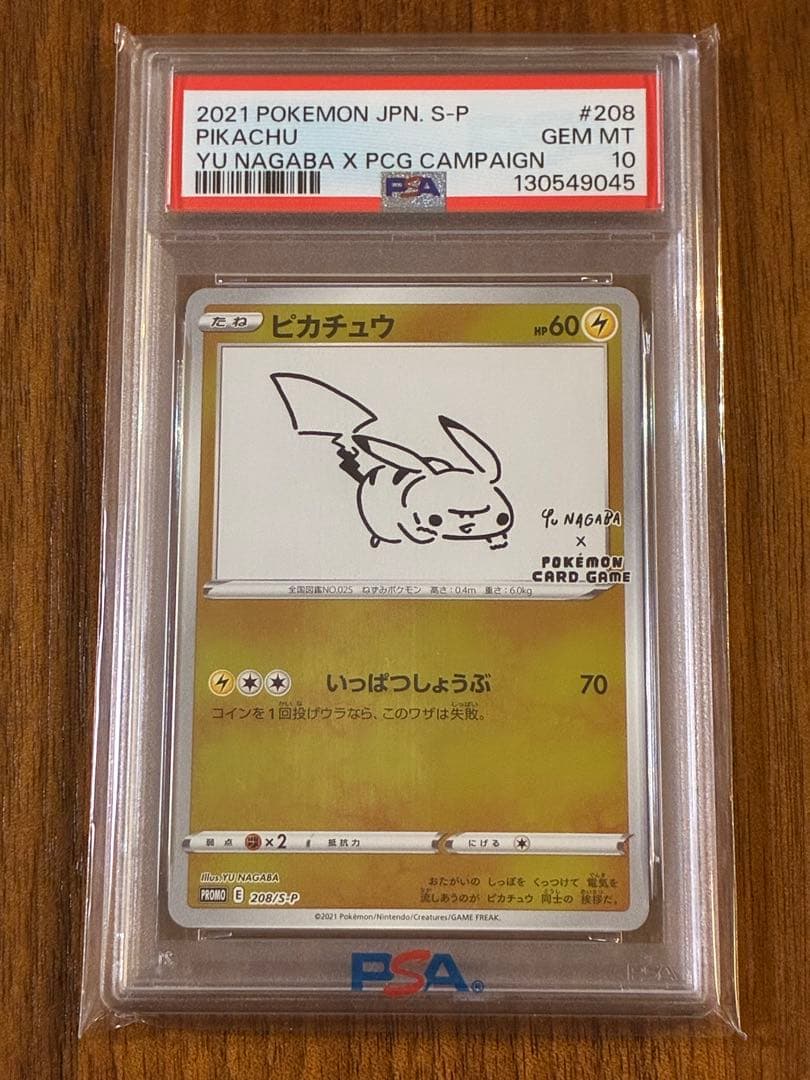 2021 POKEMON JPN. S-P #208
PIKACHU GEM MT
YU NAGABA X PCG CAMPAIGN 10
PSA 130549045
たね ピカチュウ HP60
YU NAGABA
×
POKÉMON
CARD GAME
全国図鑑NO.025 ねずみポケモン 高さ:0.4m 重さ:6.0kg
いっぱつしょうぶ 70
コインを1回投げウラなら、このワザは失敗。
弱点 ×2 抵抗力 にげる
Illus.YU NAGABA
おたがいの しっぽを くっつけて 電気を
PROMO E 208/S-P 流しあうのが ピカチュウ 同士の 挨拶だ。
©2021 Pokémon/Nintendo/Creatures/GAME FREAK.
PSA®
PSA